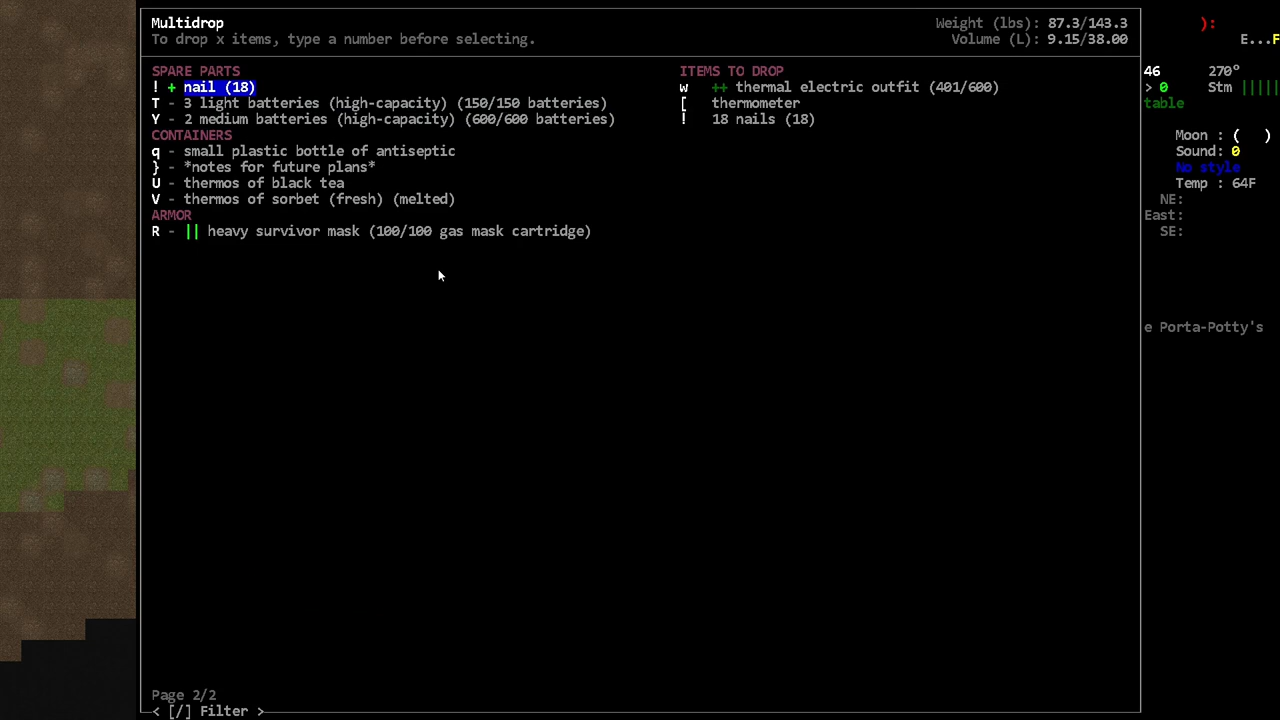 Multidrop
To drop x items, type a number before selecting.
Weight (lbs): 87.3/143.3
Volume (L): 9.15/38.00
SPARE PARTS
! + nail (18)
T - 3 light batteries (high-capacity) (150/150 batteries)
Y - 2 medium batteries (high-capacity) (600/600 batteries)
CONTAINERS
q - small plastic bottle of antiseptic
} - *notes for future plans*
U - thermos of black tea
V - thermos of sorbet (fresh) (melted)
ARMOR
R - || heavy survivor mask (100/100 gas mask cartridge)
ITEMS TO DROP
w ++ thermal electric outfit (401/600)
[ thermometer
! 18 nails (18)
Page 2/2
< [/] Filter >
):
E...F
46 270°
> 0 Stm |||||
table
Moon : ( )
Sound: 0
No style
Temp : 64F
NE:
East:
SE:
e Porta-Potty's